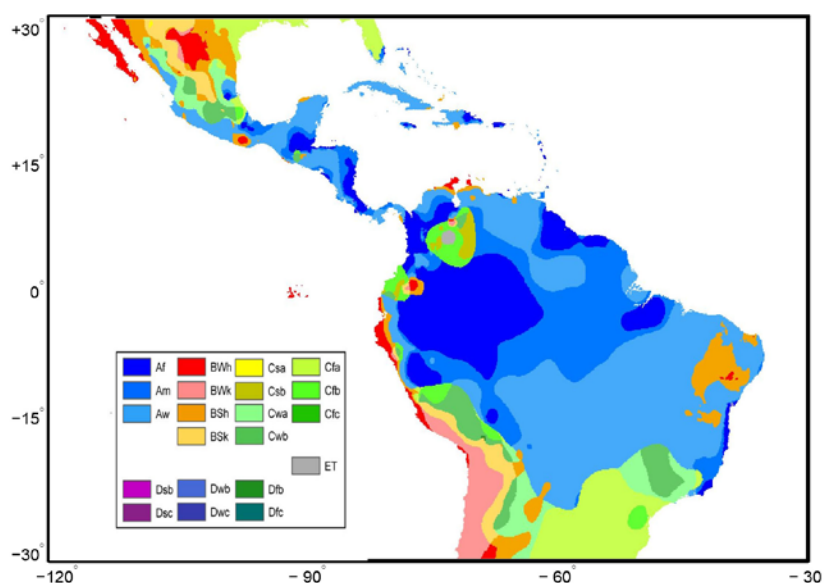 +30°
+15°
0°
−15°
−30°
Af BWh Csa Cfa
Am BWk Csb Cfb
Aw BSh Cwa Cfc
BSk Cwb
ET
Dsb Dwb Dfb
Dsc Dwc Dfc
−120° −90° −60° −30